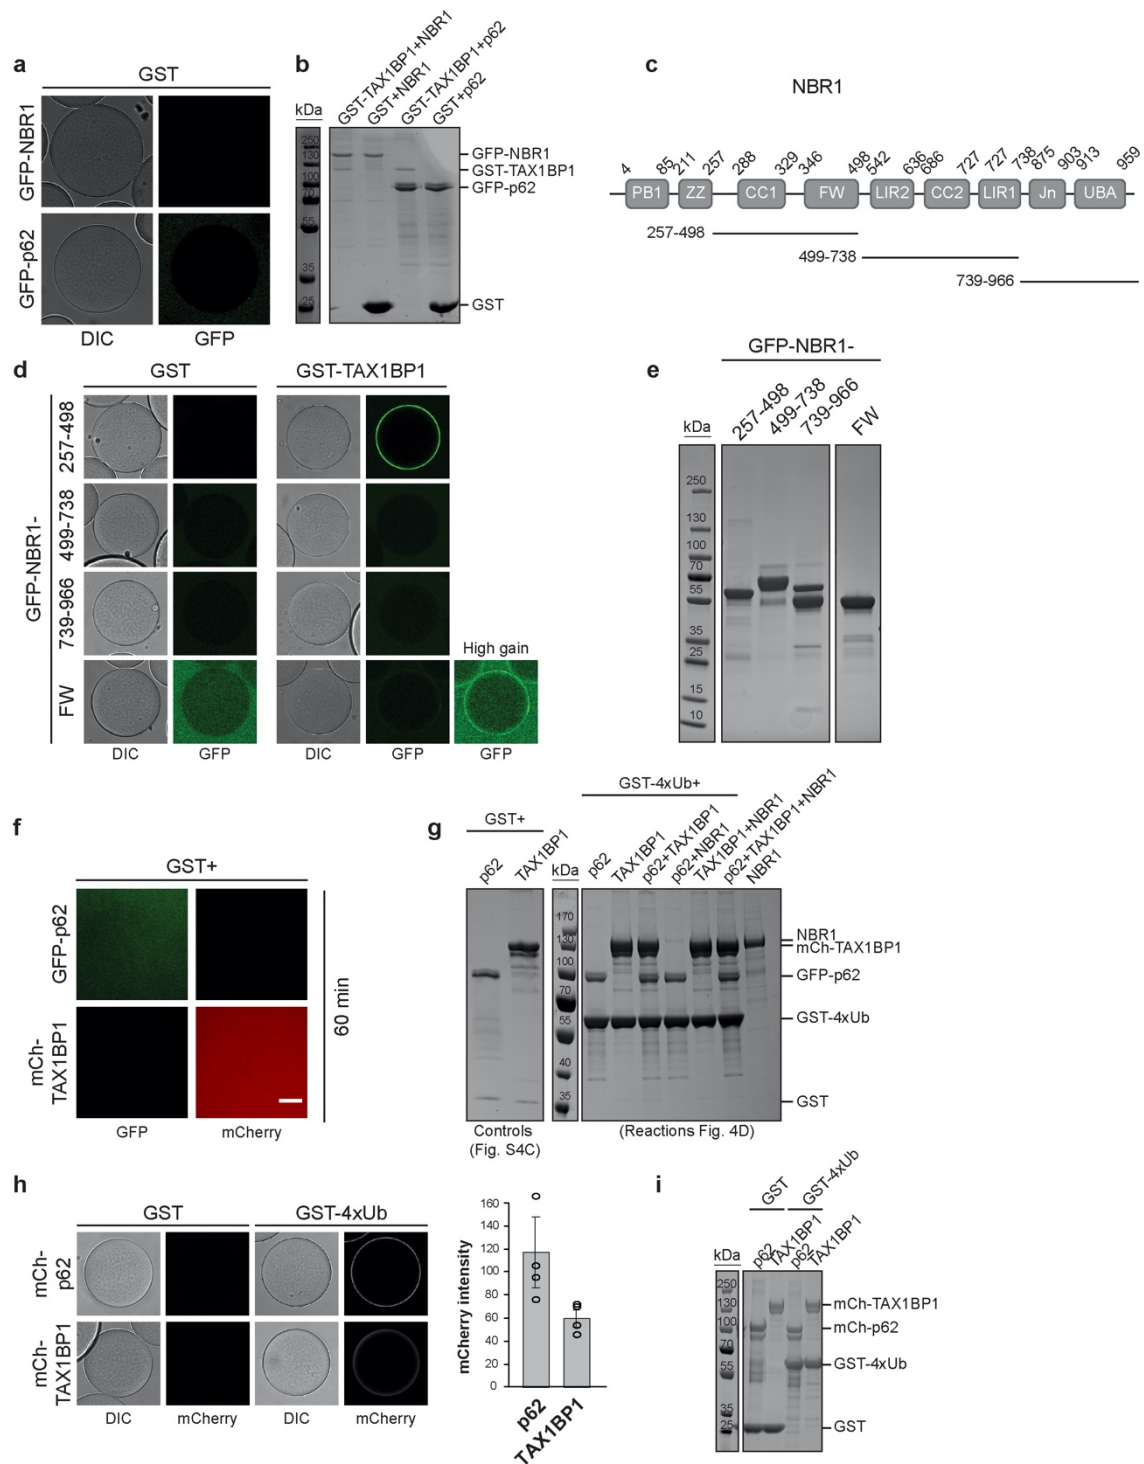 a
GST
GFP-NBR1
GFP-p62
DIC
GFP
b
kDa
GST-TAX1BP1+NBR1
GST+NBR1
GST-TAX1BP1+p62
GST+p62
250
130
100
70
55
35
25
GFP-NBR1
GST-TAX1BP1
GFP-p62
GST
c
NBR1
4 85 211 257 288 329 346 498 542 636 686 727 727 738 875 903 913 959
PB1 ZZ CC1 FW LIR2 CC2 LIR1 Jn UBA
257-498
499-738
739-966
d
GST
GST-TAX1BP1
GFP-NBR1-
257-498
499-738
739-966
FW
High gain
DIC GFP DIC GFP GFP
e
GFP-NBR1-
kDa
257-498
499-738
739-966
FW
250
130
100
70
55
35
25
15
10
f
GST+
GFP-p62
mCh-
TAX1BP1
60 min
GFP
mCherry
g
GST+
p62
TAX1BP1
kDa
GST-4xUb+
p62
TAX1BP1
p62+TAX1BP1
p62+NBR1
TAX1BP1+NBR1
p62+TAX1BP1+NBR1
NBR1
170
130
100
70
55
40
35
NBR1
mCh-TAX1BP1
GFP-p62
GST-4xUb
GST
Controls
(Fig. S4C)
(Reactions Fig. 4D)
h
GST
GST-4xUb
mCh-
p62
mCh-
TAX1BP1
DIC mCherry DIC mCherry
mCherry intensity
160
140
120
100
80
60
40
20
0
p62
TAX1BP1
i
GST
GST-4xUb
kDa
p62
TAX1BP1
p62
TAX1BP1
250
130
100
70
55
35
25
mCh-TAX1BP1
mCh-p62
GST-4xUb
GST